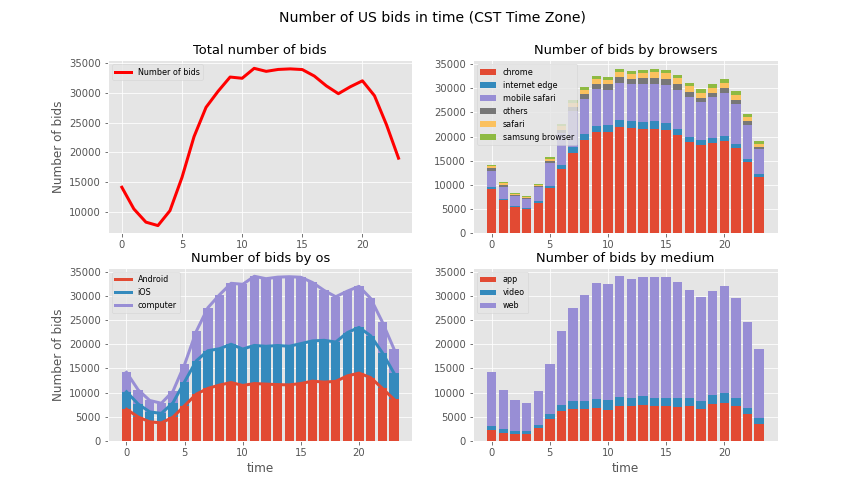 Number of US bids in time (CST Time Zone)
Total number of bids
Number of bids
35000
30000
25000
20000
15000
10000
Number of bids
0 5 10 15 20
Number of bids by browsers
chrome
internet edge
mobile safari
others
safari
samsung browser
35000
30000
25000
20000
15000
10000
5000
0
0 5 10 15 20
Number of bids by os
Android
iOS
computer
35000
30000
25000
20000
15000
10000
5000
0
Number of bids
0 5 10 15 20
time
Number of bids by medium
app
video
web
35000
30000
25000
20000
15000
10000
5000
0
0 5 10 15 20
time